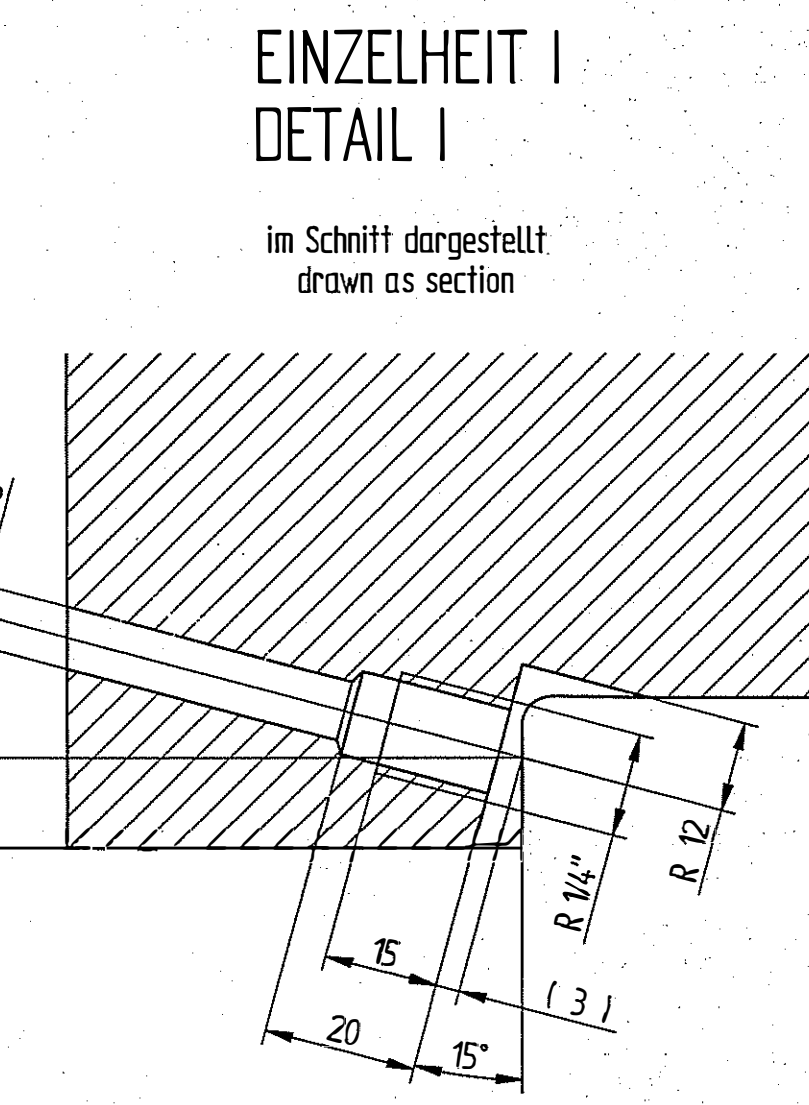 EINZELHEIT I
DETAIL I
im Schnitt dargestellt
drawn as section
R 12
R 1/4"
15
( 3 )
20
15°